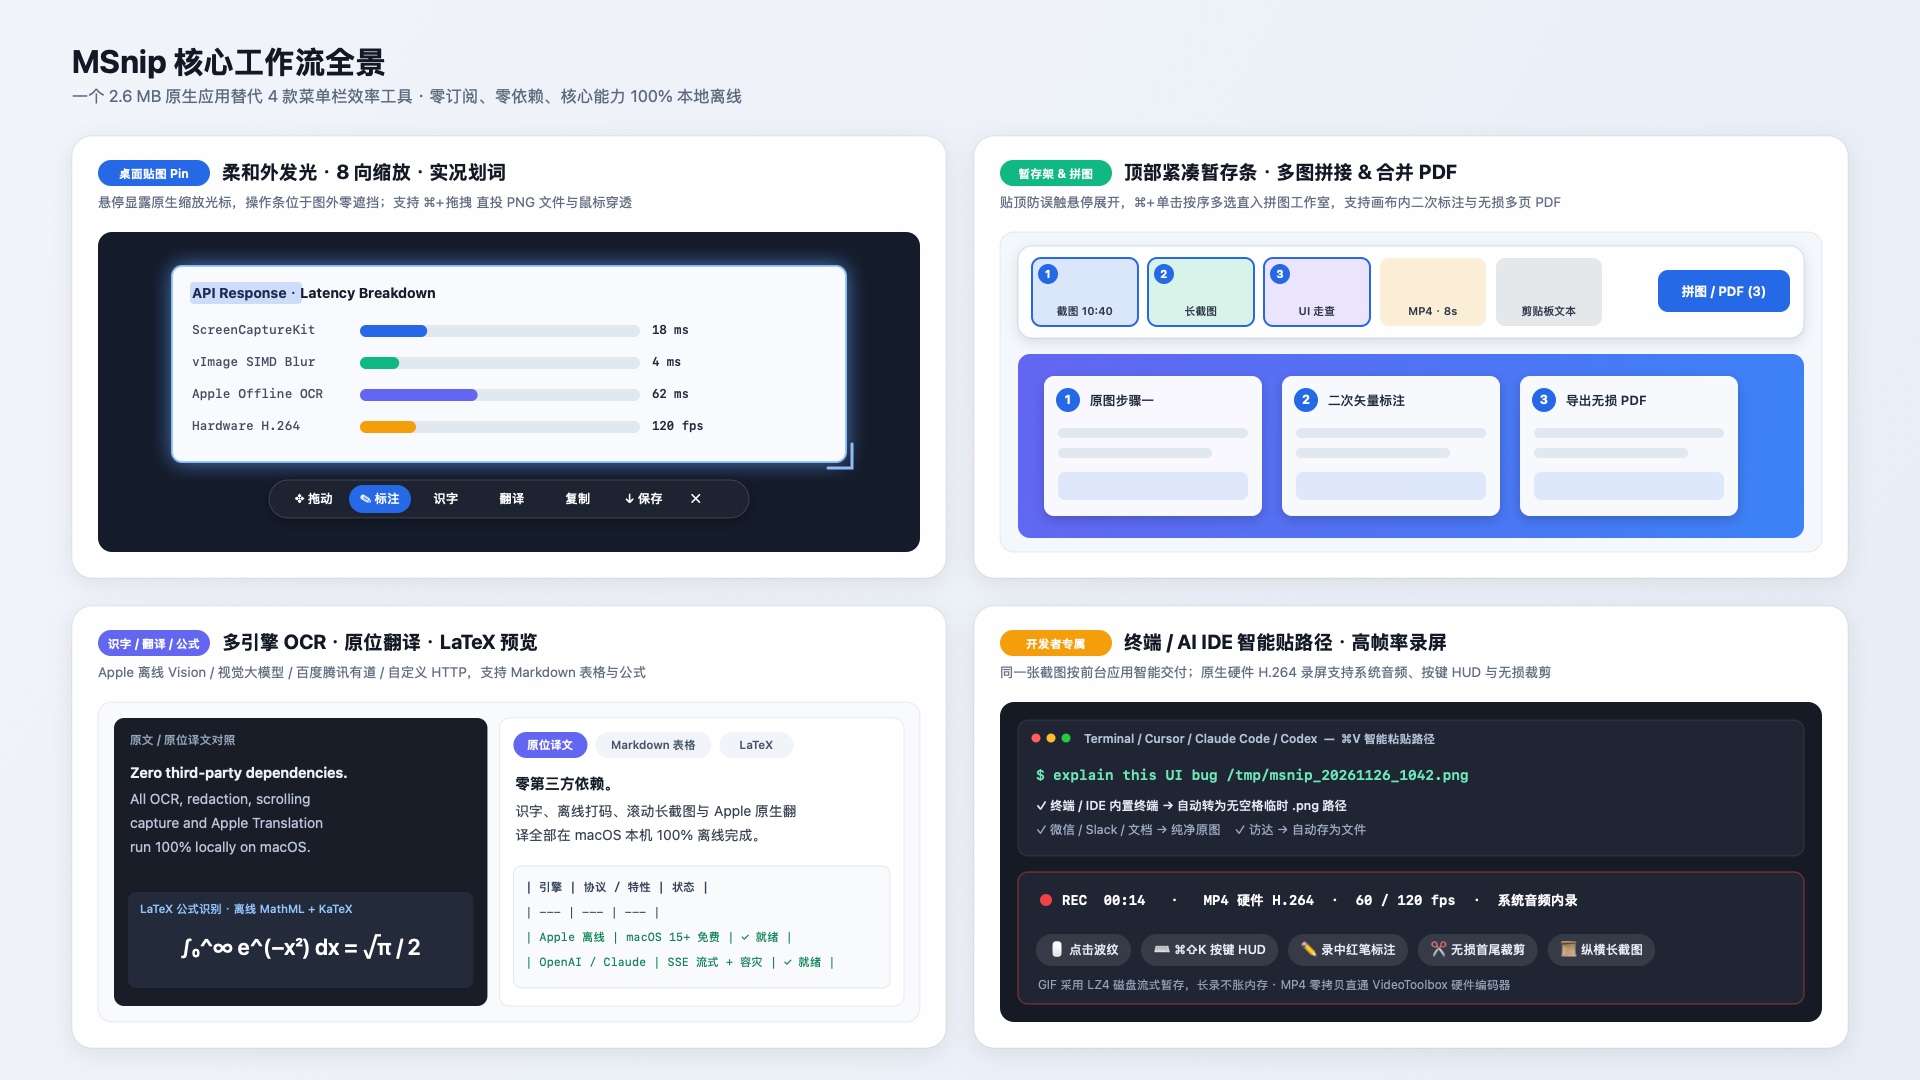 MSnip 核心工作流全景
一个 2.6 MB 原生应用替代 4 款菜单栏效率工具 · 零订阅、零依赖、核心能力 100% 本地离线
桌面贴图 Pin
柔和外发光 · 8 向缩放 · 实况划词
悬停显露原生缩放光标，操作条位于图外零遮挡；支持 ⌘+拖拽 直投 PNG 文件与鼠标穿透
API Response · Latency Breakdown
ScreenCaptureKit 18 ms
vImage SIMD Blur 4 ms
Apple Offline OCR 62 ms
Hardware H.264 120 fps
✥ 拖动 ✎ 标注 识字 翻译 复制 ↓ 保存 ✕
暂存架 & 拼图
顶部紧凑暂存条 · 多图拼接 & 合并 PDF
贴顶防误触悬停展开，⌘+单击按序多选直入拼图工作室，支持画布内二次标注与无损多页 PDF
1 2 3
截图 10:40 长截图 UI 走查 MP4 · 8s 剪贴板文本 拼图 / PDF (3)
1 原图步骤一 2 二次矢量标注 3 导出无损 PDF
识字 / 翻译 / 公式
多引擎 OCR · 原位翻译 · LaTeX 预览
Apple 离线 Vision / 视觉大模型 / 百度腾讯有道 / 自定义 HTTP，支持 Markdown 表格与公式
原文 / 原位译文对照
Zero third-party dependencies.
All OCR, redaction, scrolling
capture and Apple Translation
run 100% locally on macOS.
LaTeX 公式识别 · 离线 MathML + KaTeX
∫₀^∞ e^(−x²) dx = √π / 2
原位译文 Markdown 表格 LaTeX
零第三方依赖。
识字、离线打码、滚动长截图与 Apple 原生翻
译全部在 macOS 本机 100% 离线完成。
| 引擎 | 协议 / 特性 | 状态 |
| --- | --- | --- |
| Apple 离线 | macOS 15+ 免费 | ✓ 就绪 |
| OpenAI / Claude | SSE 流式 + 容灾 | ✓ 就绪 |
开发者专属
终端 / AI IDE 智能贴路径 · 高帧率录屏
同一张截图按前台应用智能交付；原生硬件 H.264 录屏支持系统音频、按键 HUD 与无损裁剪
Terminal / Cursor / Claude Code / Codex — ⌘V 智能粘贴路径
$ explain this UI bug /tmp/msnip_20261126_1042.png
✓ 终端 / IDE 内置终端 → 自动转为无空格临时 .png 路径
✓ 微信 / Slack / 文档 → 纯净原图 ✓ 访达 → 自动存为文件
REC 00:14 · MP4 硬件 H.264 · 60 / 120 fps · 系统音频内录
点击波纹 ⌘⇧K 按键 HUD 录中红笔标注 无损首尾裁剪 纵横长截图
GIF 采用 LZ4 磁盘流式暂存，长录不胀内存 · MP4 零拷贝直通 VideoToolbox 硬件编码器